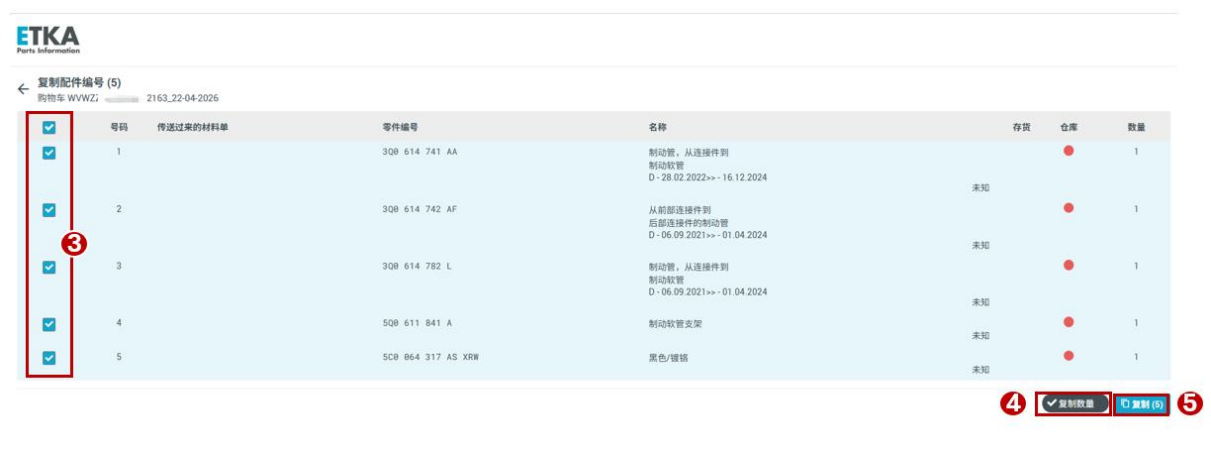 ETKA
Parts Information
← 复制配件编号 (5)
购物车 WVWZZ 2163_22-04-2026
号码 传送过来的材料单 零件编号 名称 存货 仓库 数量
1 3Q0 614 741 AA 制动管，从连接件到 1
制动软管
D - 28.02.2022>> - 16.12.2024
未知
2 3Q0 614 742 AF 从前部连接件到 1
后部连接件的制动管
D - 06.09.2021>> - 01.04.2024
未知
3
3 3Q0 614 782 L 制动管，从连接件到 1
制动软管
D - 06.09.2021>> - 01.04.2024
未知
4 5Q0 611 841 A 制动软管支架 1
未知
5 5C0 064 317 AS XRW 黑色/镀铬 1
未知
4 复制数量 复制 (5) 5